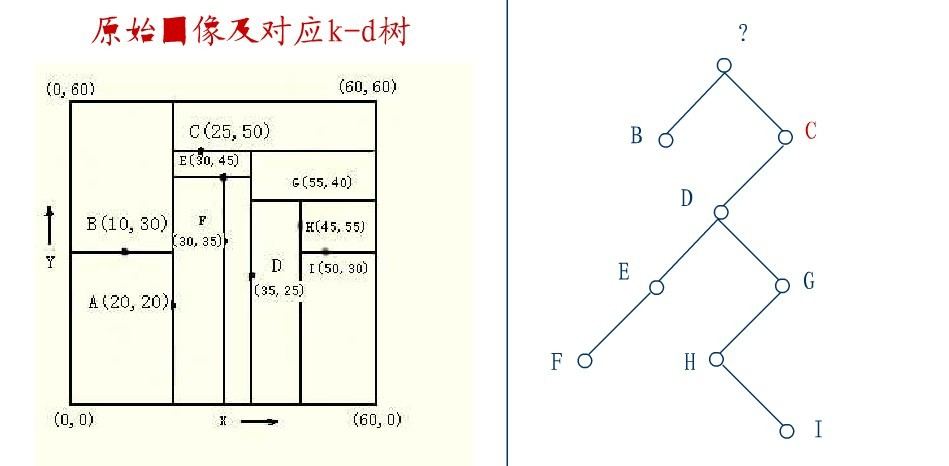 原始图像及对应k-d树
(0,60)
(60,60)
C(25,50)
E(30,45)
G(55,40)
B(10,30)
F
(30,35)
H(45,55)
Y
D
I(50,30)
(35,25)
A(20,20)
(0,0)
X
(60,0)
?
B
C
D
E
G
F
H
I